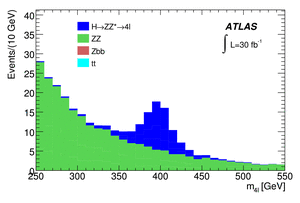 Events/(10 GeV)
40
35
30
25
20
15
10
5
0
H→ZZ*→4l
ZZ
Zbb
tt
ATLAS
∫ L=30 fb⁻¹
250 300 350 400 450 500 550
m₄ₗ [GeV]